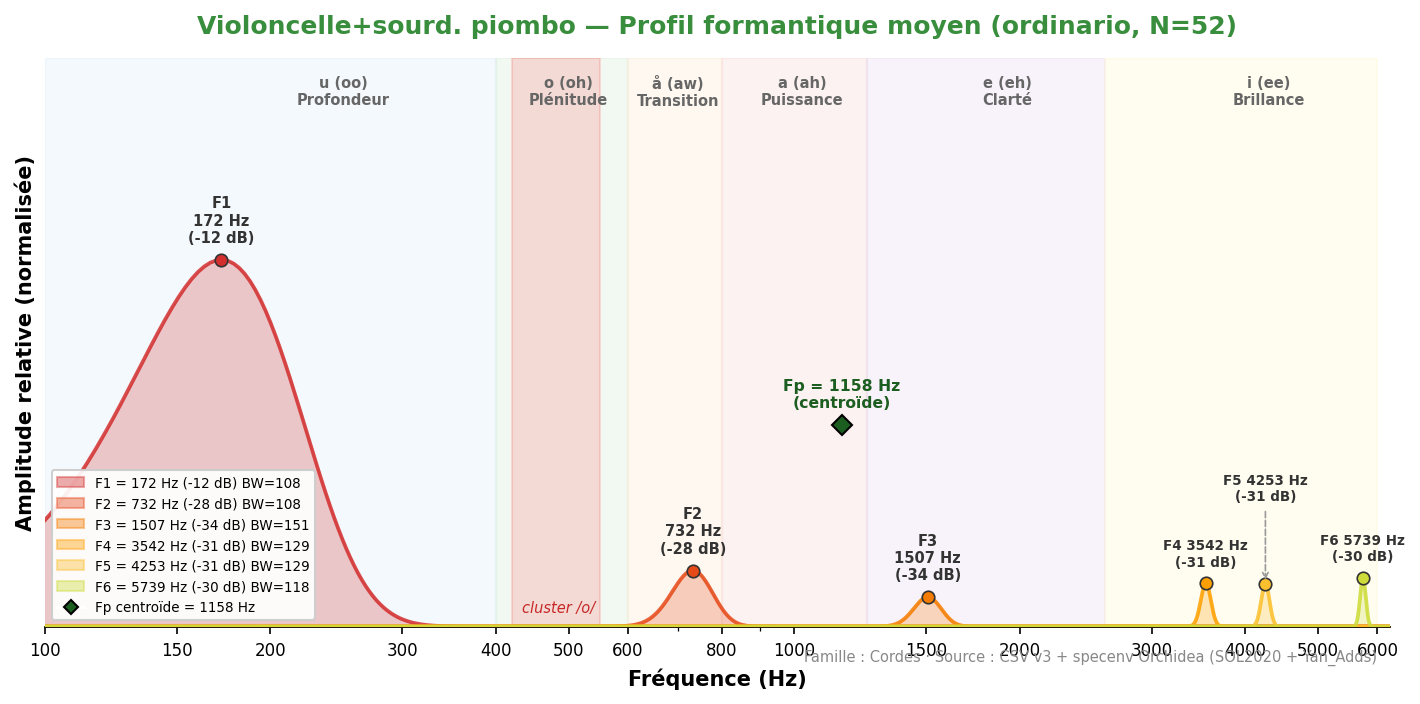 Violoncelle+sourd. piombo — Profil formantique moyen (ordinario, N=52)
u (oo)
Profondeur
o (oh)
Plénitude
å (aw)
Transition
a (ah)
Puissance
e (eh)
Clarté
i (ee)
Brillance
Amplitude relative (normalisée)
F1
172 Hz
(-12 dB)
Fp = 1158 Hz
(centroïde)
F2
732 Hz
(-28 dB)
F3
1507 Hz
(-34 dB)
F4 3542 Hz
(-31 dB)
F5 4253 Hz
(-31 dB)
F6 5739 Hz
(-30 dB)
cluster /o/
F1 = 172 Hz (-12 dB) BW=108
F2 = 732 Hz (-28 dB) BW=108
F3 = 1507 Hz (-34 dB) BW=151
F4 = 3542 Hz (-31 dB) BW=129
F5 = 4253 Hz (-31 dB) BW=129
F6 = 5739 Hz (-30 dB) BW=118
Fp centroïde = 1158 Hz
100 150 200 300 400 500 600 800 1000 1500 2000 3000 4000 5000 6000
Famille : Cordes - Source : CSV v3 + specenv Orchidea (SOL2020 + Yan_Adds)
Fréquence (Hz)